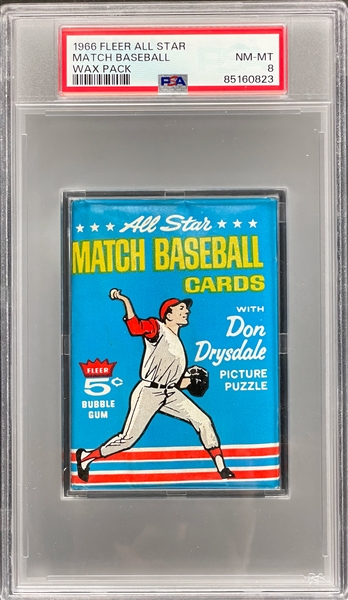 1966 FLEER ALL STAR
MATCH BASEBALL
WAX PACK
NM-MT
8
PSA
85160823
★ ★ ★ All Star ★ ★ ★
MATCH BASEBALL
CARDS
WITH
Don
Drysdale
PICTURE
PUZZLE
FLEER
5¢
BUBBLE
GUM